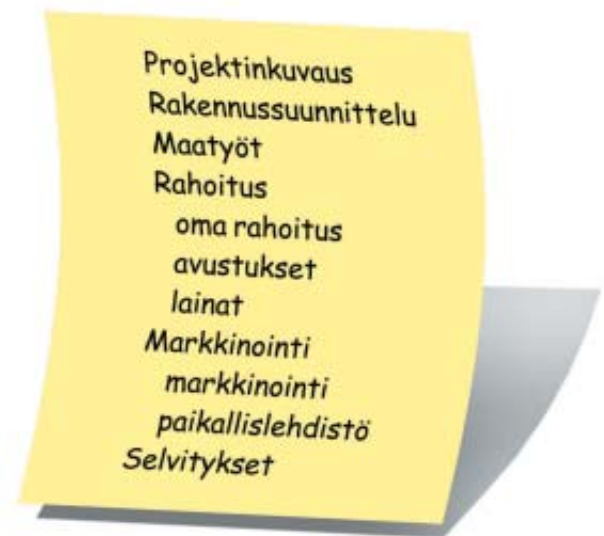 Projektinkuvaus
Rakennussuunnittelu
Maatyöt
Rahoitus
oma rahoitus
avustukset
lainat
Markkinointi
markkinointi
paikallislehdistö
Selvitykset